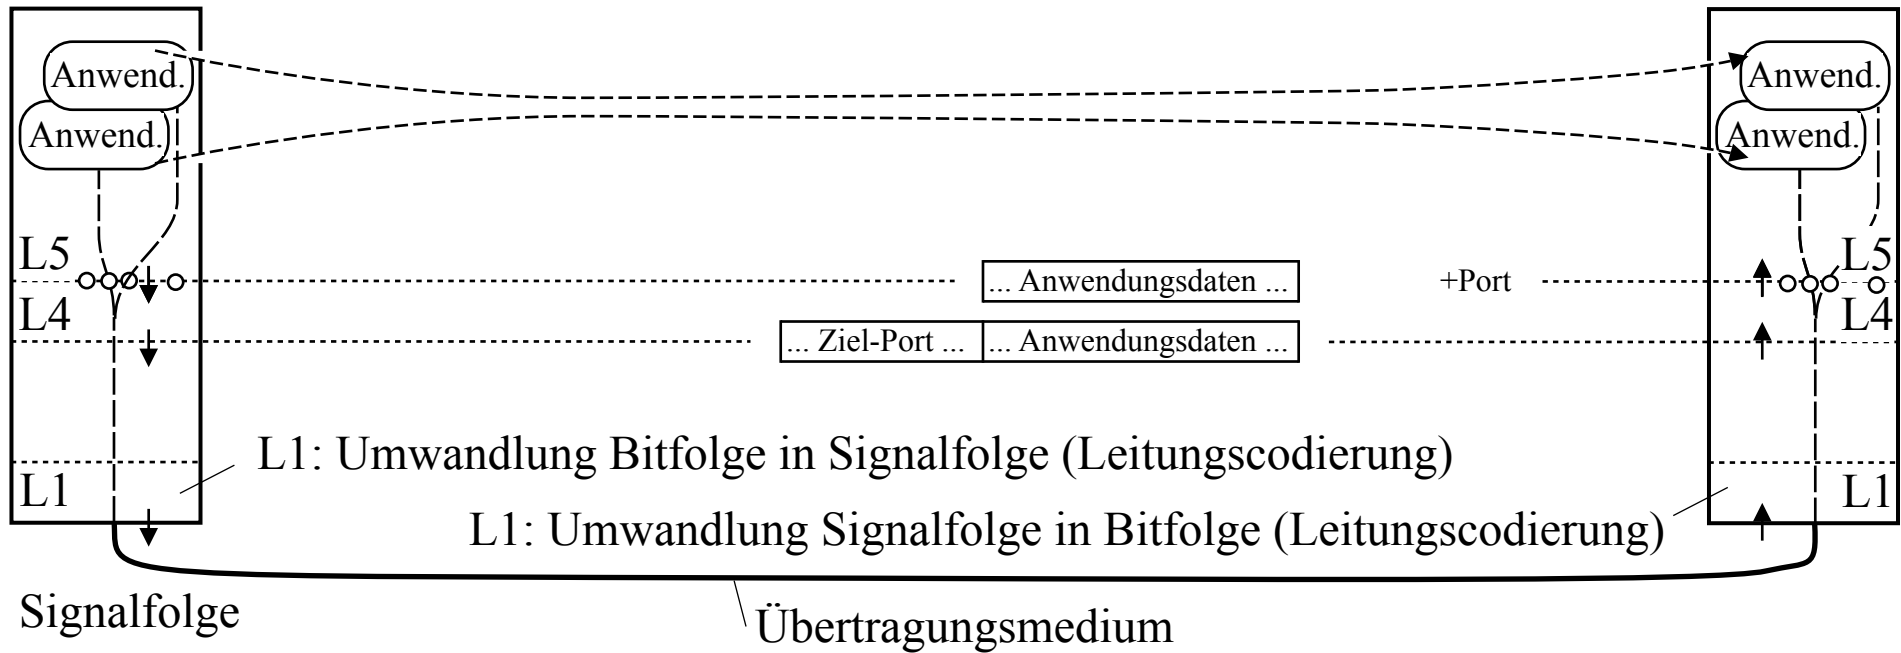 Anwend.
Anwend.
Anwend.
Anwend.
L5
L5
... Anwendungsdaten ...
+Port
L4
L4
... Ziel-Port ...
... Anwendungsdaten ...
L1: Umwandlung Bitfolge in Signalfolge (Leitungscodierung)
L1
L1
L1: Umwandlung Signalfolge in Bitfolge (Leitungscodierung)
Signalfolge
Übertragungsmedium